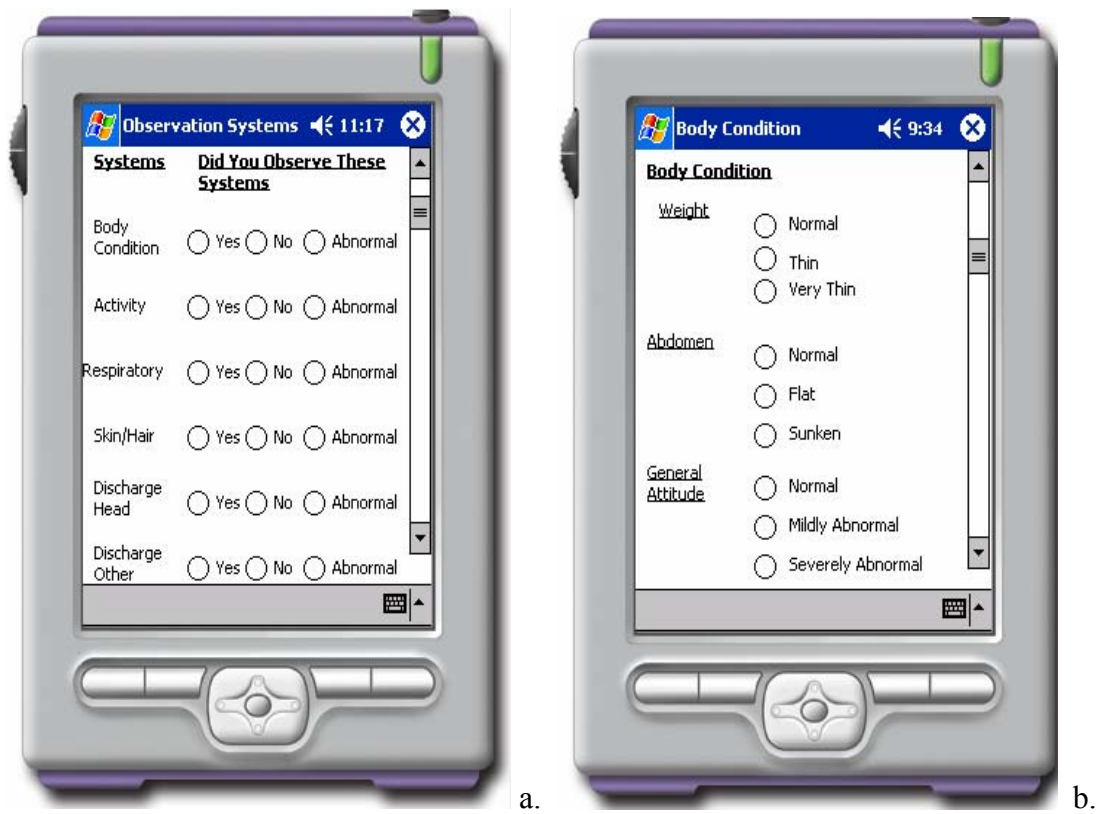 Observation Systems 11:17
Systems Did You Observe These
Systems
Body
Condition Yes No Abnormal
Activity Yes No Abnormal
Respiratory Yes No Abnormal
Skin/Hair Yes No Abnormal
Discharge
Head Yes No Abnormal
Discharge
Other Yes No Abnormal
a.
Body Condition 9:34
Body Condition
Weight Normal
Thin
Very Thin
Abdomen Normal
Flat
Sunken
General
Attitude Normal
Mildly Abnormal
Severely Abnormal
b.